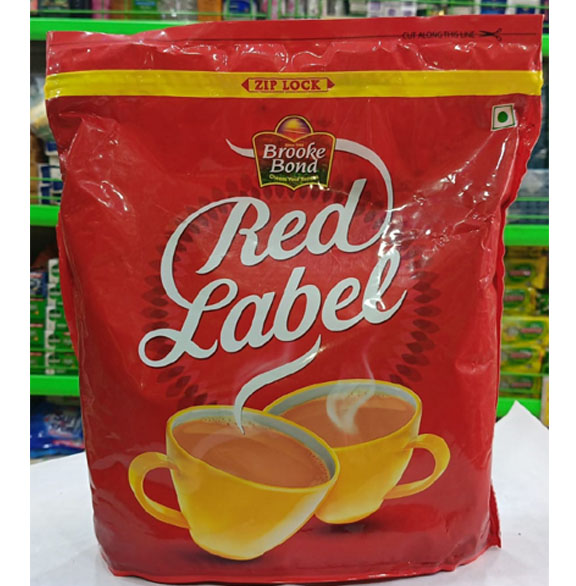 CUT ALONG THIS LINE
ZIP LOCK
Brooke
Bond
Red
Label